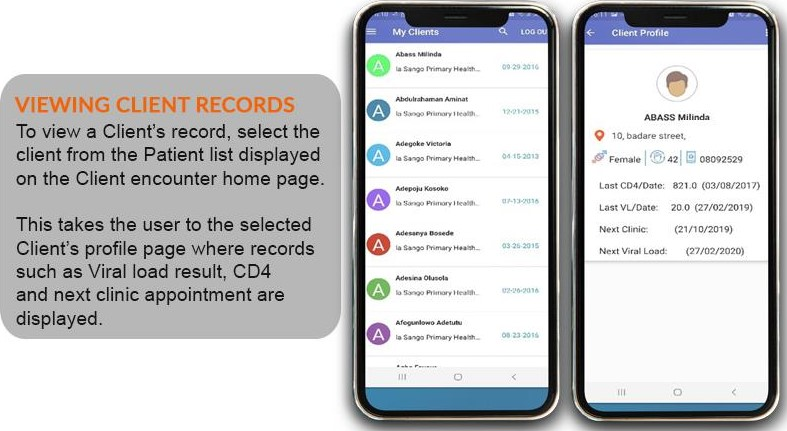 VIEWING CLIENT RECORDS
To view a Client's record, select the
client from the Patient list displayed
on the Client encounter home page.
This takes the user to the selected
Client's profile page where records
such as Viral load result, CD4
and next clinic appointment are
displayed.
My Clients LOG OU
A Abass Milinda
la Sango Primary Health... 09-29-2016
A Abdulrahaman Aminat
la Sango Primary Health... 12-21-2015
A Adegoke Victoria
la Sango Primary Health... 04-15-2013
A Adepoju Kosoko
la Sango Primary Health... 07-13-2016
A Adesanya Bosede
la Sango Primary Health... 03-25-2015
A Adesina Olusola
la Sango Primary Health... 02-26-2016
A Afogunlowo Adetutu
la Sango Primary Health... 08-23-2016
Client Profile
ABASS Milinda
10, badare street,
Female 42 08092529
Last CD4/Date: 821.0 (03/08/2017)
Last VL/Date: 20.0 (27/02/2019)
Next Clinic: (21/10/2019)
Next Viral Load: (27/02/2020)